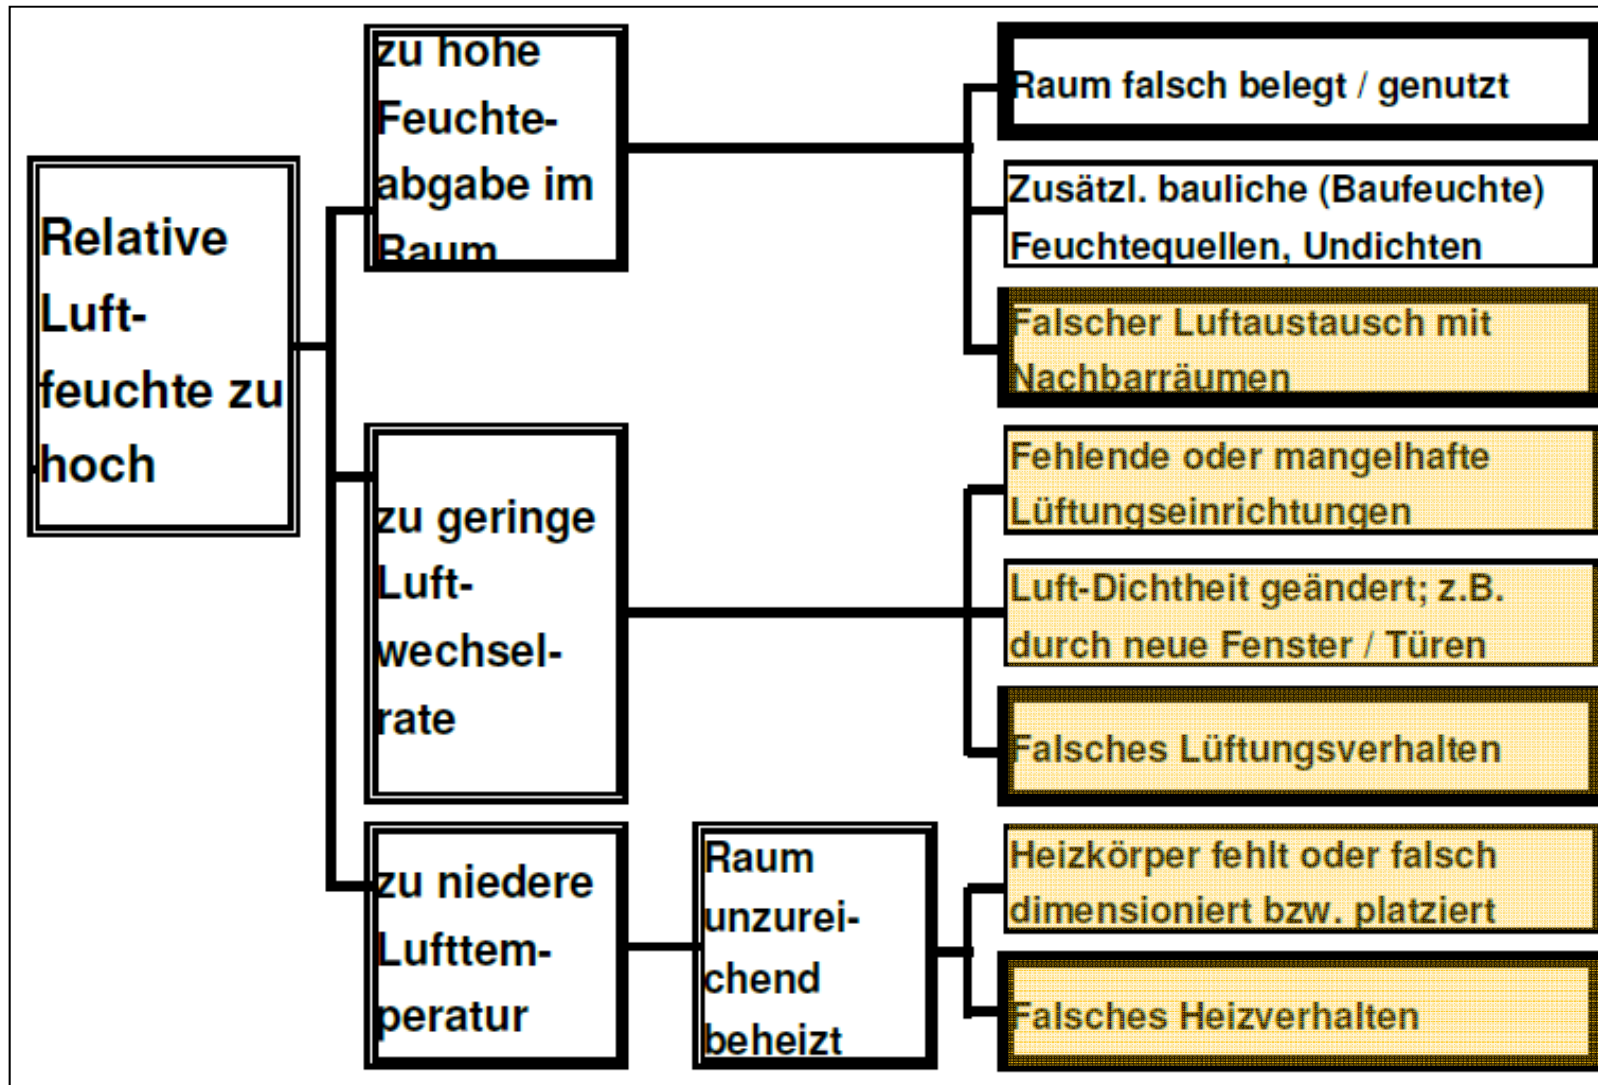 Relative
Luft-
feuchte zu
hoch
zu hohe
Feuchte-
abgabe im
Raum
Raum falsch belegt / genutzt
Zusätzl. bauliche (Baufeuchte)
Feuchtequellen, Undichten
Falscher Luftaustausch mit
Nachbarräumen
zu geringe
Luft-
wechsel-
rate
Fehlende oder mangelhafte
Lüftungseinrichtungen
Luft-Dichtheit geändert; z.B.
durch neue Fenster / Türen
Falsches Lüftungsverhalten
zu niedere
Lufttem-
peratur
Raum
unzurei-
chend
beheizt
Heizkörper fehlt oder falsch
dimensioniert bzw. platziert
Falsches Heizverhalten